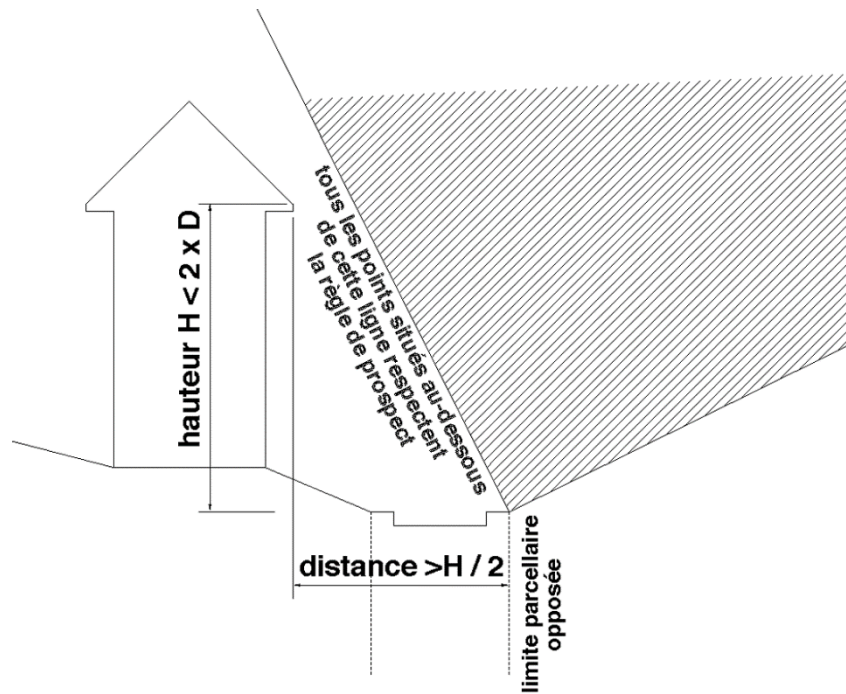 hauteur H < 2 x D
tous les points situés au-dessous
de cette ligne respectent
la règle de prospect
distance >H / 2
limite parcellaire
opposée